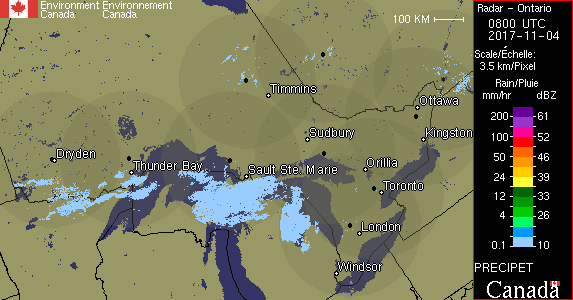 Environment Environnement
Canada Canada
100 KM
Timmins
Ottawa
Sudbury
Kingston
Dryden
Thunder Bay
Sault Ste. Marie
Orillia
Toronto
London
Windsor
Radar - Ontario
0800 UTC
2017-11-04
Scale/Échelle:
3.5 km/Pixel
Rain/Pluie
mm/hr dBZ
200 61
100 52
50 46
24 39
12 33
4 26
0.1 10
PRECIPET
Canada